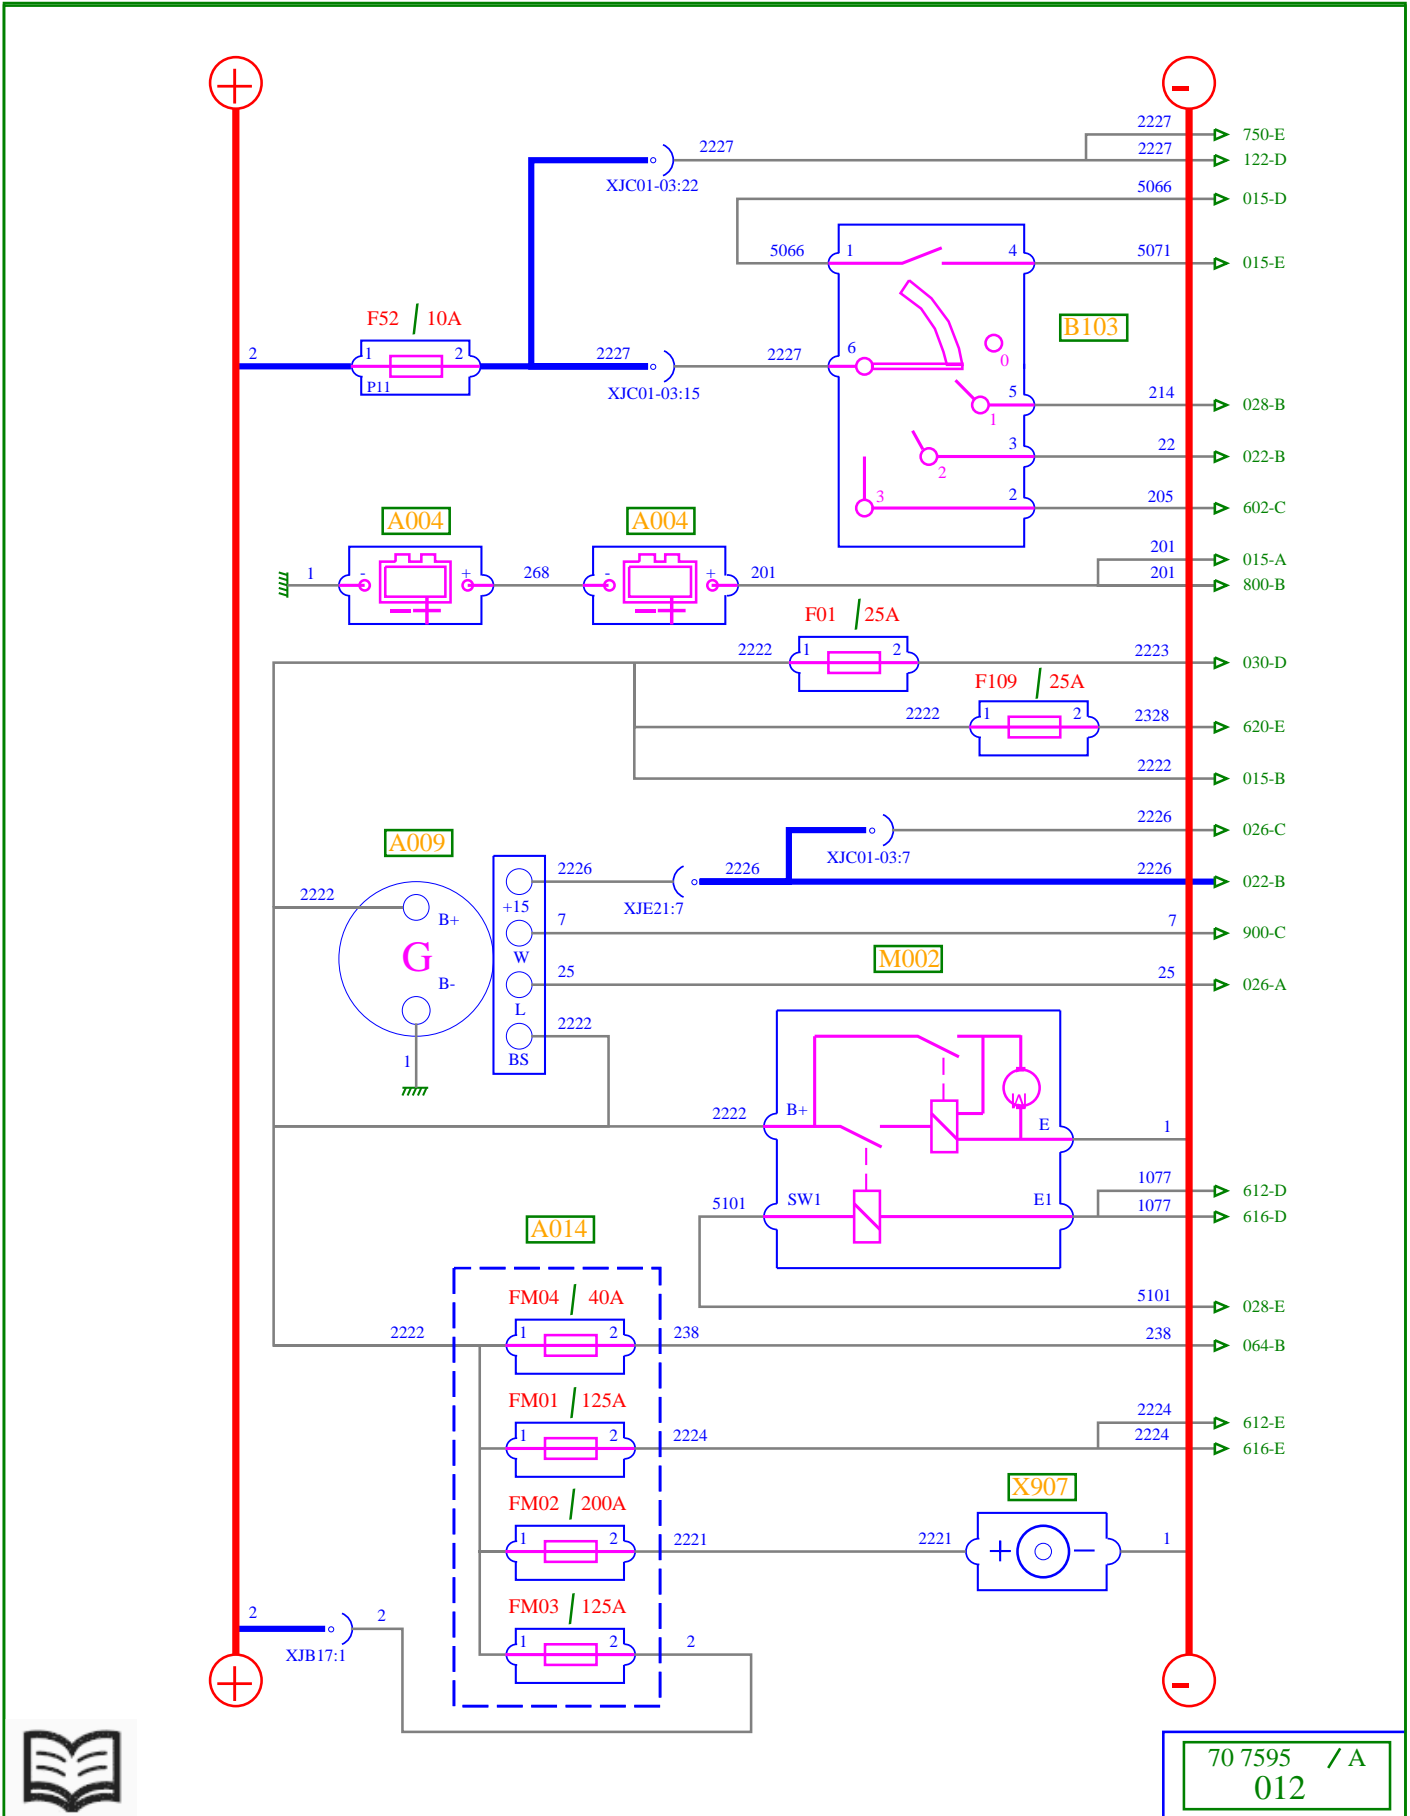 2227 750-E
2227 2227 122-D
XJC01-03:22
5066 015-D
5066 1 4 5071 015-E
F52 / 10A
B103
2 1 2 2227 2227 6 0
P11
XJC01-03:15
5 214 028-B
1
3 22 022-B
2
3 2 205 602-C
A004 A004
201 015-A
1 - + 268 - + 201 201 800-B
F01 / 25A
2222 1 2 2223 030-D
F109 / 25A
2222 1 2 2328 620-E
2222 015-B
2226 026-C
A009
XJC01-03:7
2226 2226 2226 022-B
2222 +15 XJE21:7
B+ 7 7 900-C
G W M002
B- 25 25 026-A
L
2222
1 BS
M
2222 B+ E 1
1077 612-D
5101 SW1 E1 1077 616-D
A014
FM04 / 40A 5101 028-E
2222 1 2 238 238 064-B
FM01 / 125A
2224 612-E
1 2 2224 2224 616-E
X907
FM02 / 200A
1 2 2221 2221 + - 1
FM03 / 125A
2 2
XJB17:1 1 2 2
70 7595 / A
012